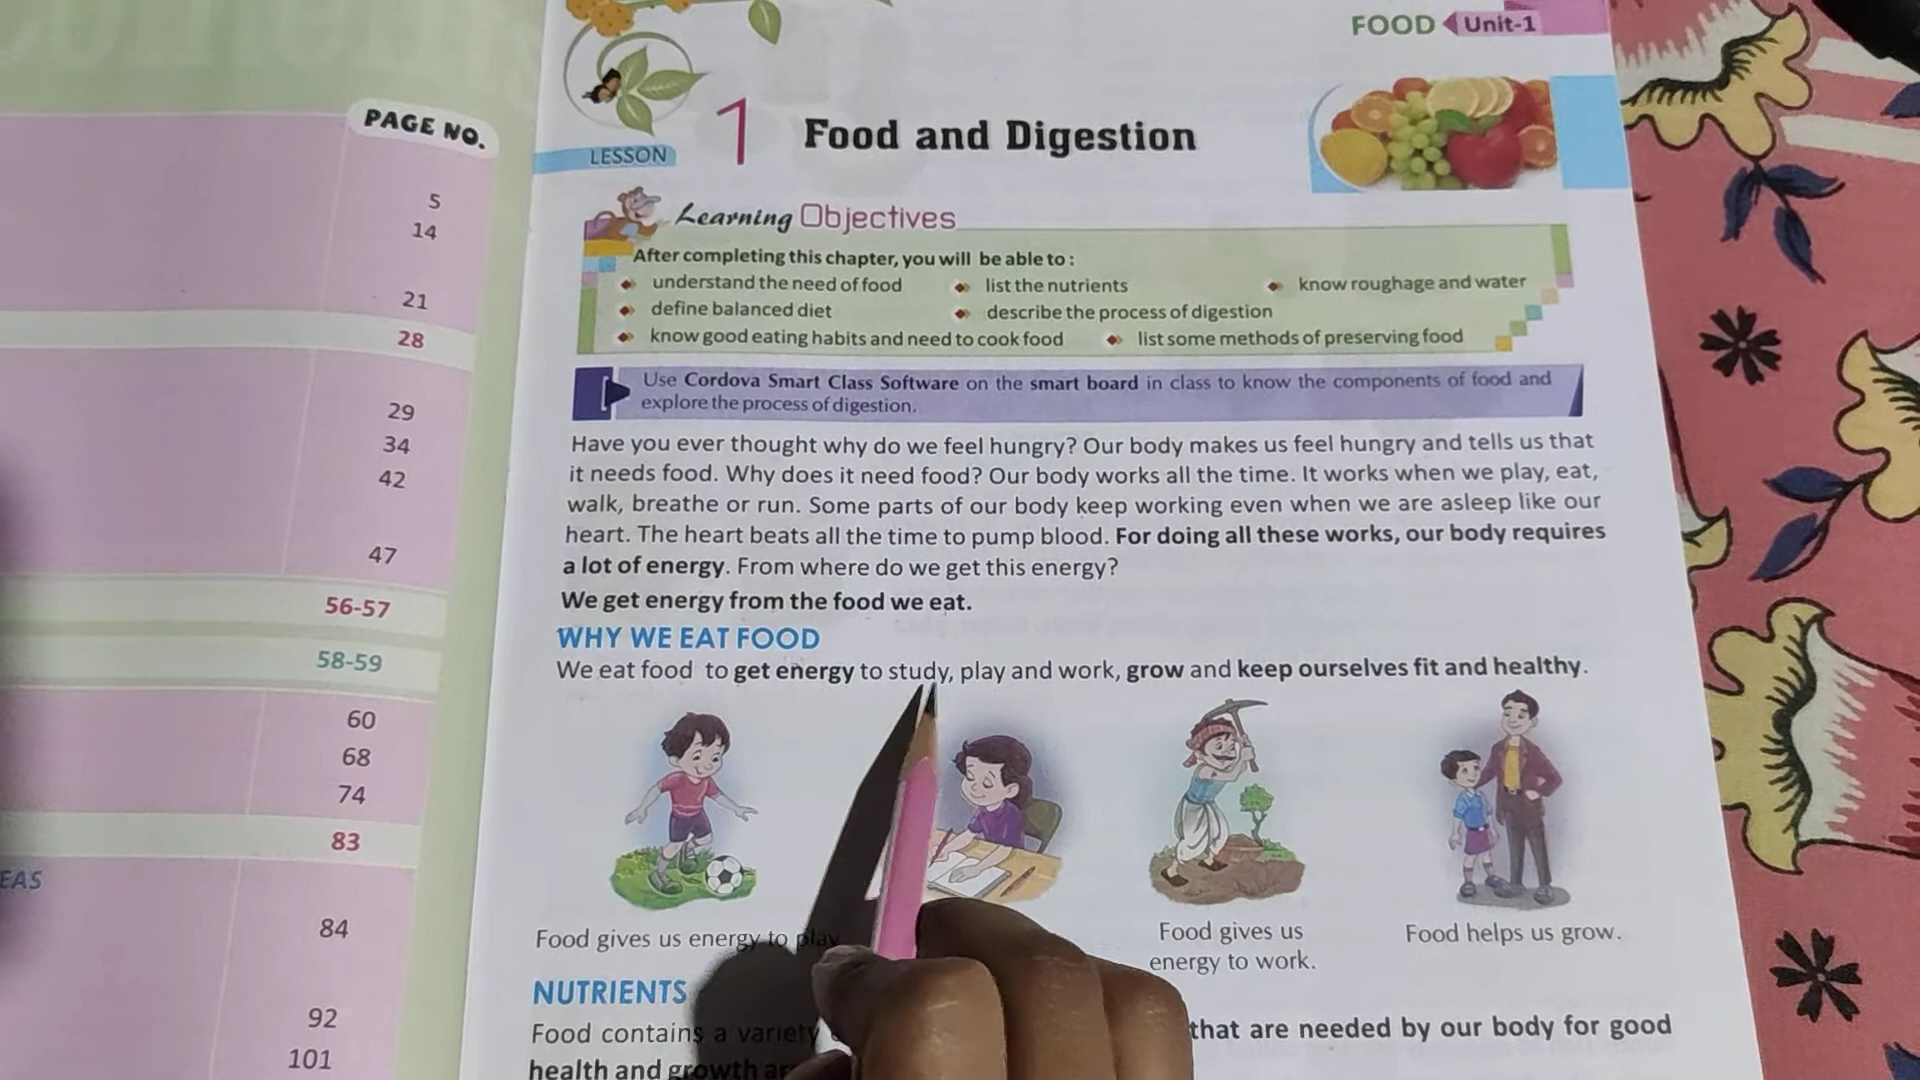 PAGE NO.
5
14
21
28
29
34
42
47
56-57
58-59
60
68
74
83
EAS
84
92
101
FOOD Unit-1
LESSON 1 Food and Digestion
Learning Objectives
After completing this chapter, you will be able to :
understand the need of food list the nutrients know roughage and water
define balanced diet describe the process of digestion
know good eating habits and need to cook food list some methods of preserving food
Use Cordova Smart Class Software on the smart board in class to know the components of food and
explore the process of digestion.
Have you ever thought why do we feel hungry? Our body makes us feel hungry and tells us that
it needs food. Why does it need food? Our body works all the time. It works when we play, eat,
walk, breathe or run. Some parts of our body keep working even when we are asleep like our
heart. The heart beats all the time to pump blood. For doing all these works, our body requires
a lot of energy. From where do we get this energy?
We get energy from the food we eat.
WHY WE EAT FOOD
We eat food to get energy to study, play and work, grow and keep ourselves fit and healthy.
Food gives us energy to play
Food gives us
energy to work.
Food helps us grow.
NUTRIENTS
Food contains a variety that are needed by our body for good
health and growth